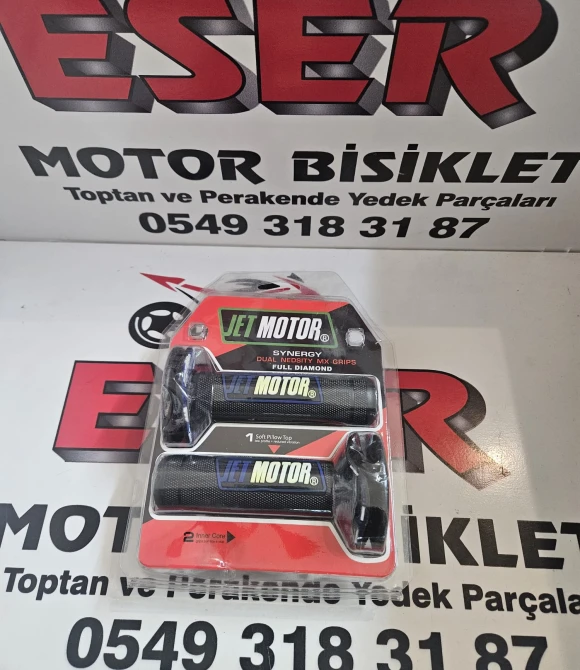 ESER
MOTOR BİSİKLET
Toptan ve Perakende Yedek Parçaları
0549 318 31 87
JET MOTOR®
SYNERGY
DUAL NEOSITY MX GRIPS
FULL DIAMOND
JET MOTOR®
1 Soft Pillow Top
JET MOTOR®
2 Inner Core
ESER
MOTOR BİSİKLET
Toptan ve Perakende Yedek Parçala
0549 318 31 87